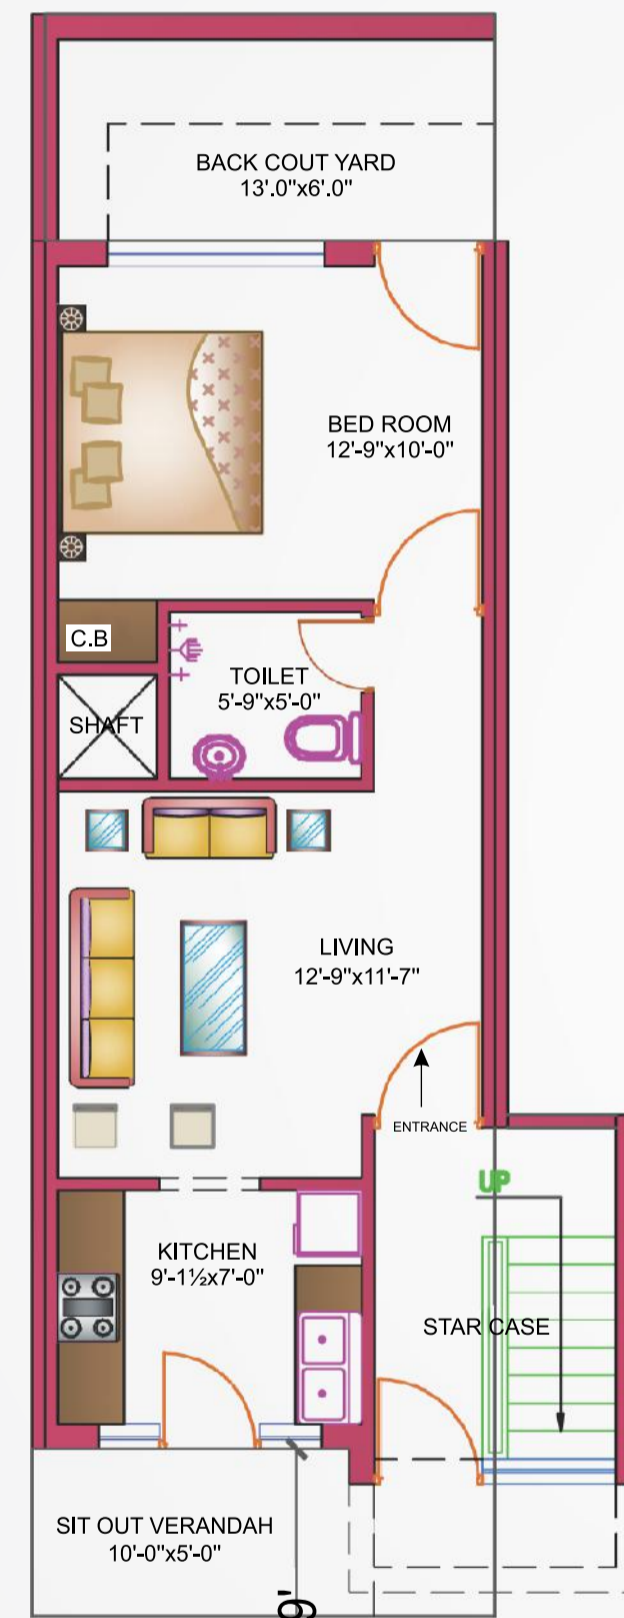 BACK COUT YARD
13'.0"x6'.0"
BED ROOM
12'-9"x10'-0"
C.B
TOILET
5'-9"x5'-0"
SHAFT
LIVING
12'-9"x11'-7"
ENTRANCE
UP
KITCHEN
9'-1½x7'-0"
STAR CASE
SIT OUT VERANDAH
10'-0"x5'-0"
9'